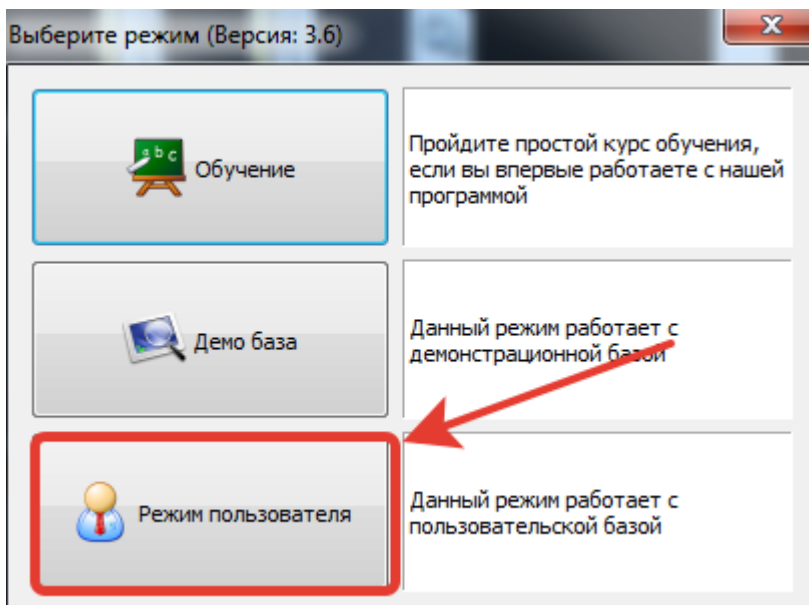 Выберите режим (Версия: 3.6)
abc
Обучение
Пройдите простой курс обучения,
если вы впервые работаете с нашей
программой
Демо база
Данный режим работает с
демонстрационной базой
Режим пользователя
Данный режим работает с
пользовательской базой